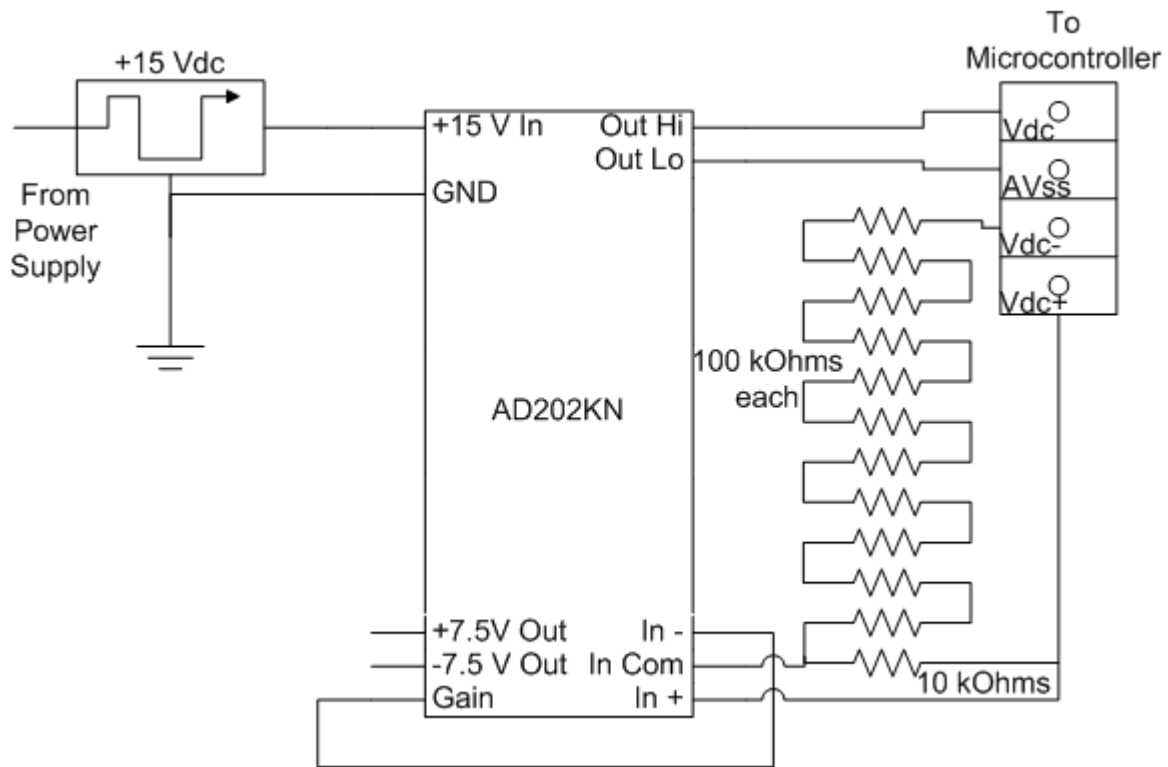 To
Microcontroller
+15 Vdc
From
Power
Supply
+15 V In
GND
Out Hi
Out Lo
Vdc
AVss
Vdc-
Vdc+
100 kOhms
each
AD202KN
+7.5V Out
-7.5 V Out
Gain
In -
In Com
In +
10 kOhms